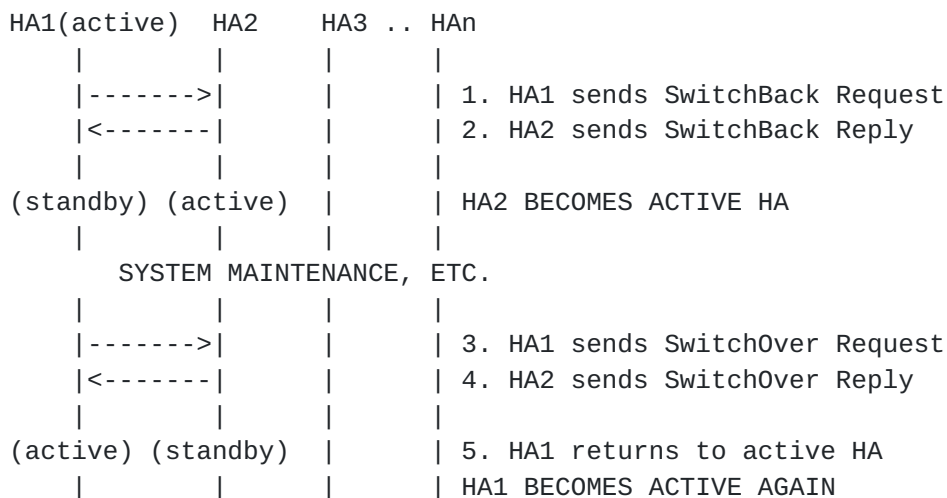 HA1(active)  HA2    HA3 .. HAn
    |        |       |      |
    |------->|       |      | 1. HA1 sends SwitchBack Request
    |<-------|       |      | 2. HA2 sends SwitchBack Reply
    |        |       |      |
(standby) (active)  |      | HA2 BECOMES ACTIVE HA
    |        |       |      |
       SYSTEM MAINTENANCE, ETC.
    |        |       |      |
    |------->|       |      | 3. HA1 sends SwitchOver Request
    |<-------|       |      | 4. HA2 sends SwitchOver Reply
    |        |       |      |
(active) (standby)  |      | 5. HA1 returns to active HA
    |        |       |      | HA1 BECOMES ACTIVE AGAIN